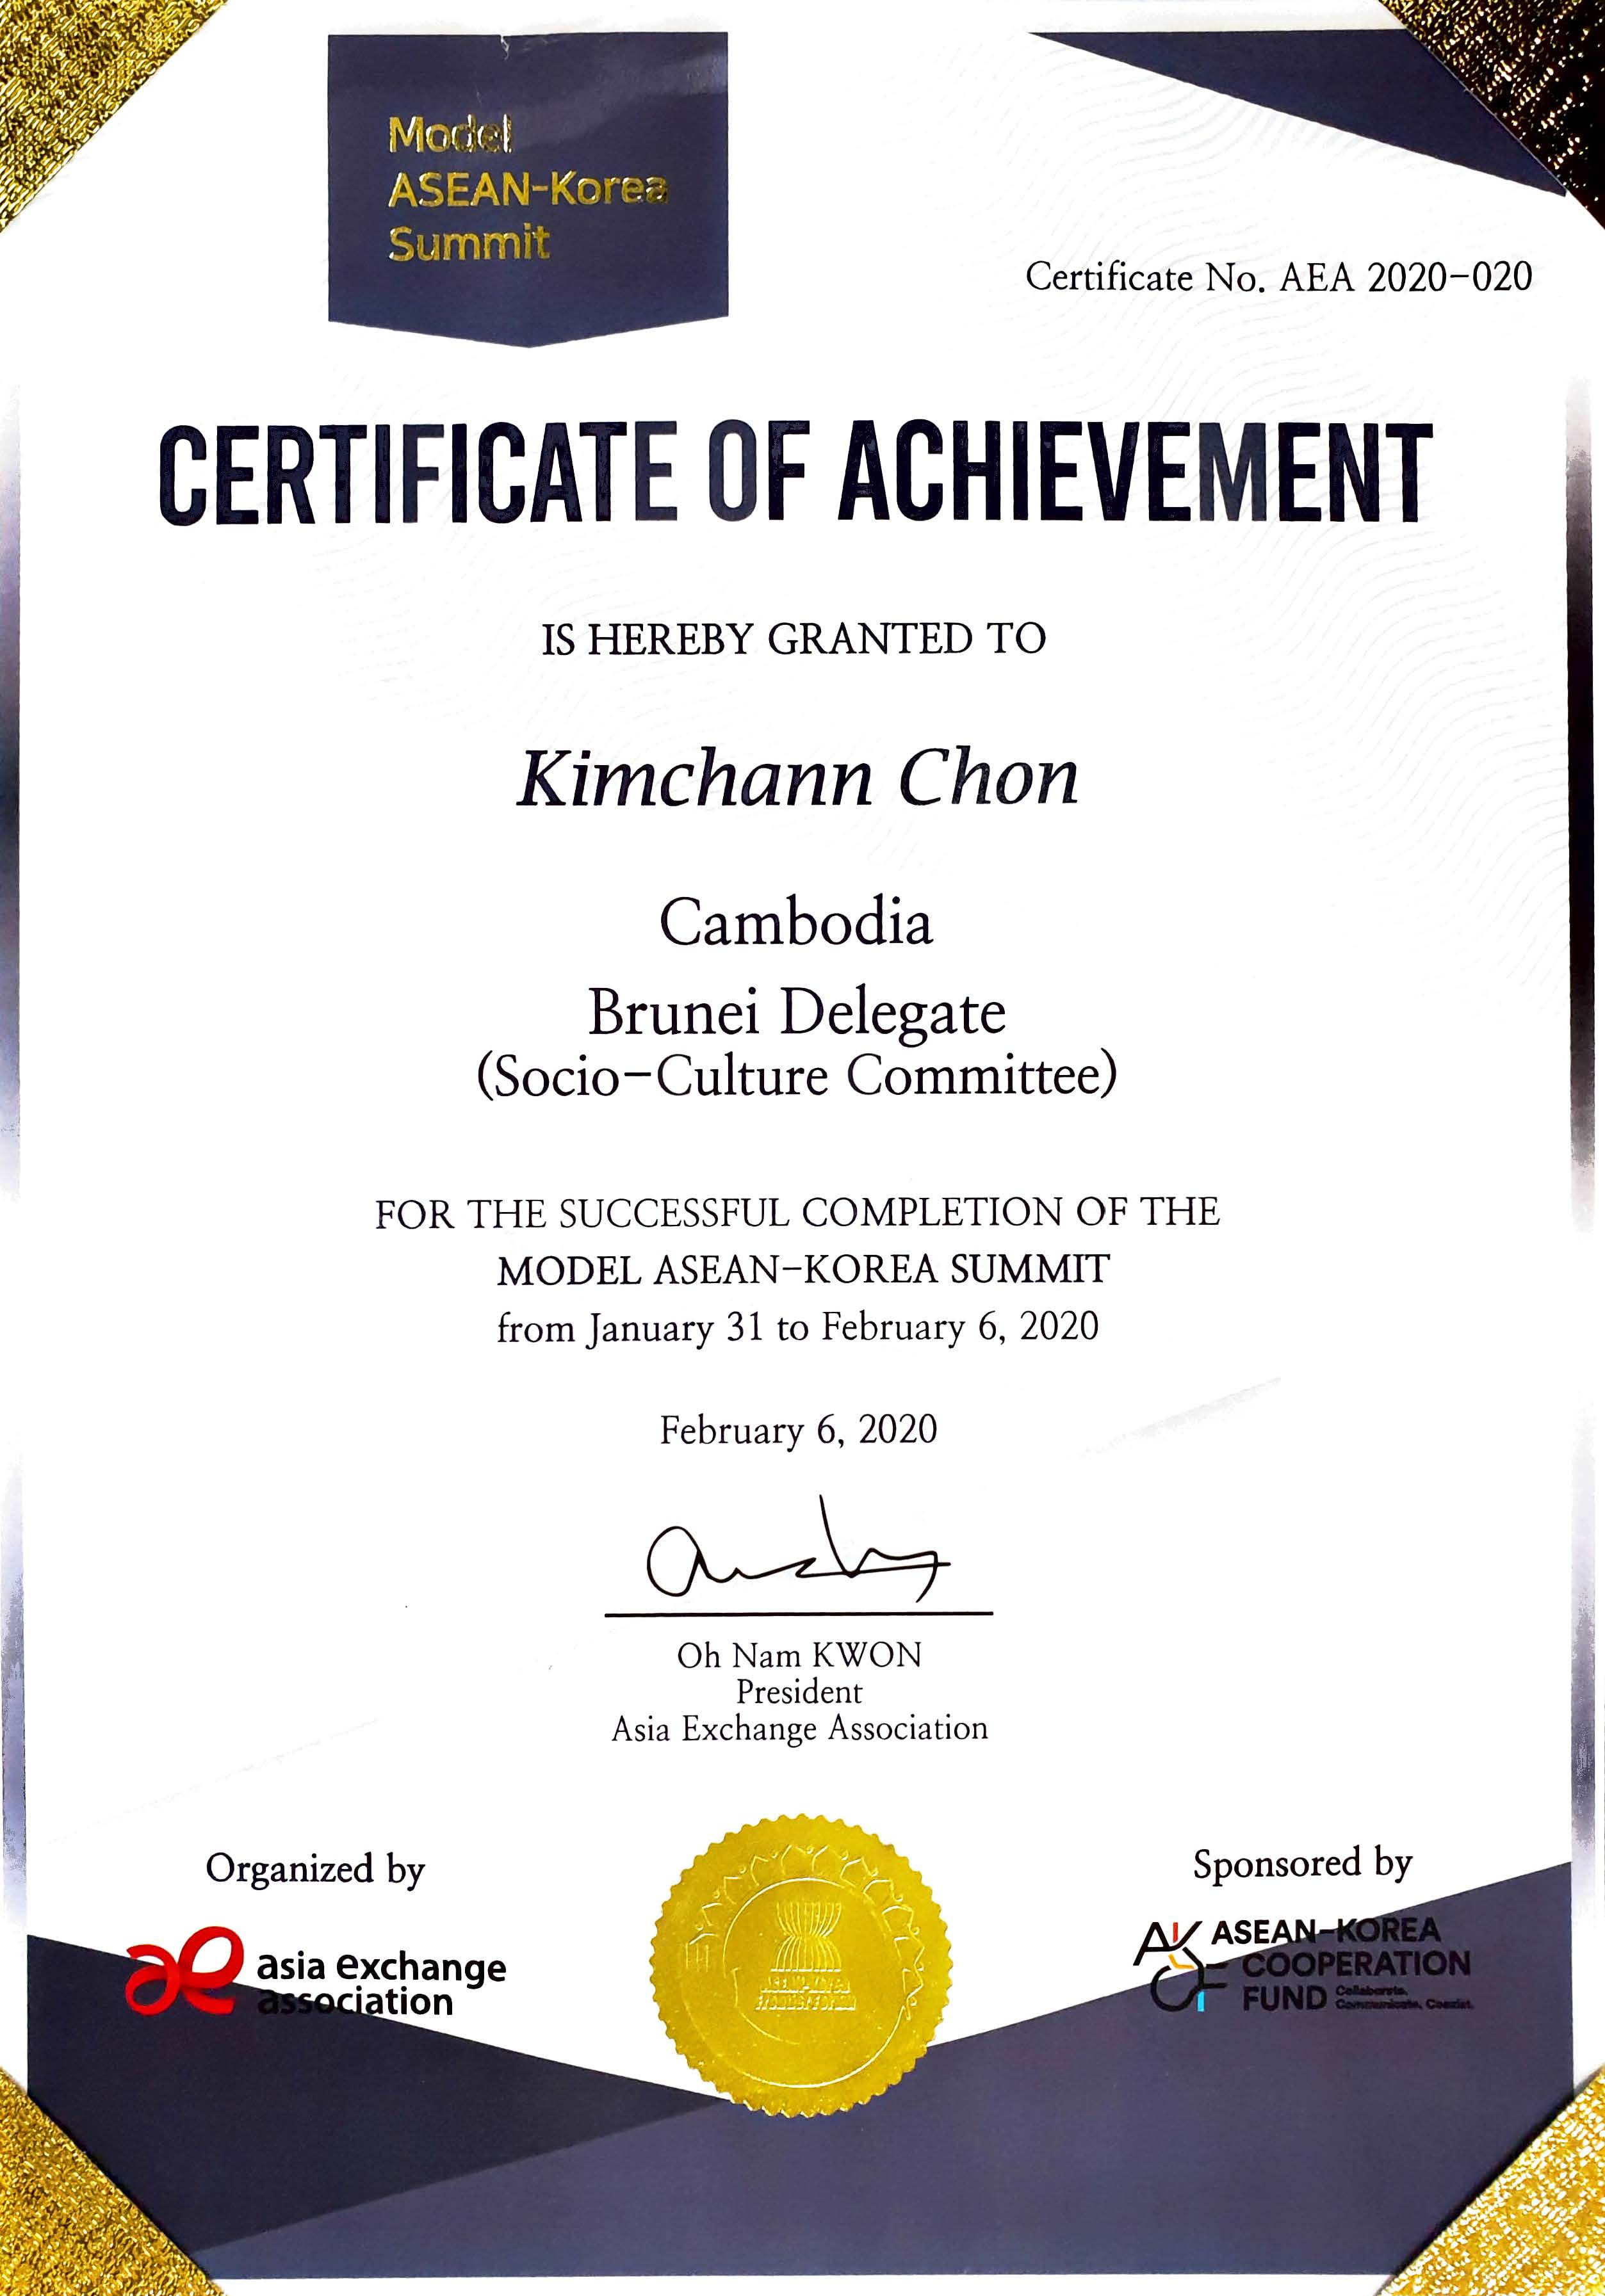 Model
ASEAN-Korea
Summit
Certificate No. AEA 2020-020
CERTIFICATE OF ACHIEVEMENT
IS HEREBY GRANTED TO
Kimchann Chon
Cambodia
Brunei Delegate
(Socio-Culture Committee)
FOR THE SUCCESSFUL COMPLETION OF THE
MODEL ASEAN-KOREA SUMMIT
from January 31 to February 6, 2020
February 6, 2020
Oh Nam KWON
President
Asia Exchange Association
Organized by
asia exchange
association
Sponsored by
ASEAN-KOREA
COOPERATION
FUND
Collaborate.
Communicate. Coexist.